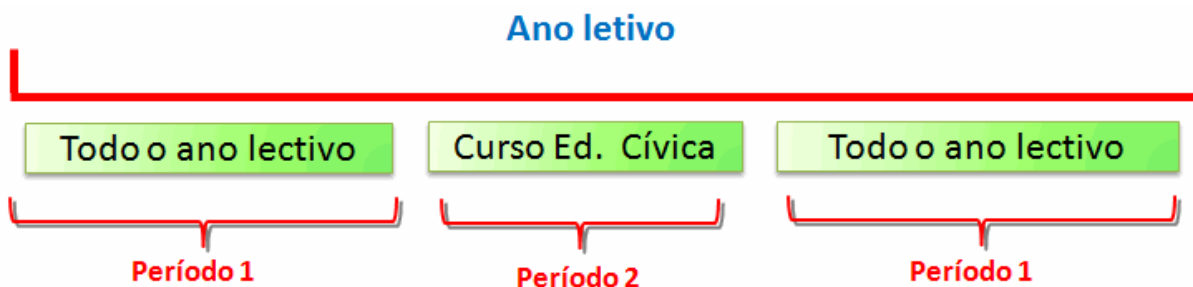 Ano letivo
Todo o ano lectivo
Curso Ed. Cívica
Todo o ano lectivo
Período 1
Período 2
Período 1